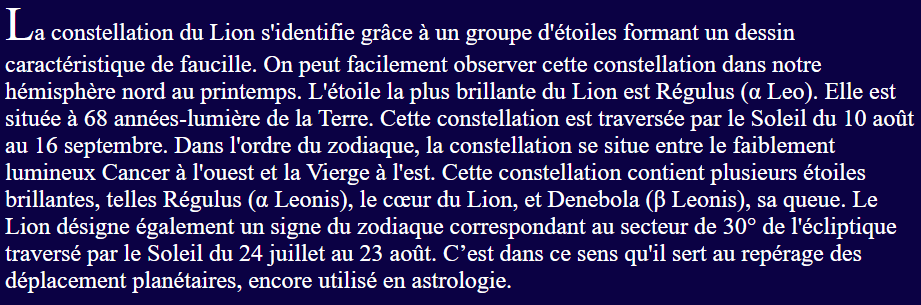 La constellation du Lion s'identifie grâce à un groupe d'étoiles formant un dessin
caractéristique de faucille. On peut facilement observer cette constellation dans notre
hémisphère nord au printemps. L'étoile la plus brillante du Lion est Régulus (α Leo). Elle est
située à 68 années-lumière de la Terre. Cette constellation est traversée par le Soleil du 10 août
au 16 septembre. Dans l'ordre du zodiaque, la constellation se situe entre le faiblement
lumineux Cancer à l'ouest et la Vierge à l'est. Cette constellation contient plusieurs étoiles
brillantes, telles Régulus (α Leonis), le cœur du Lion, et Denebola (β Leonis), sa queue. Le
Lion désigne également un signe du zodiaque correspondant au secteur de 30° de l'écliptique
traversé par le Soleil du 24 juillet au 23 août. C’est dans ce sens qu'il sert au repérage des
déplacement planétaires, encore utilisé en astrologie.